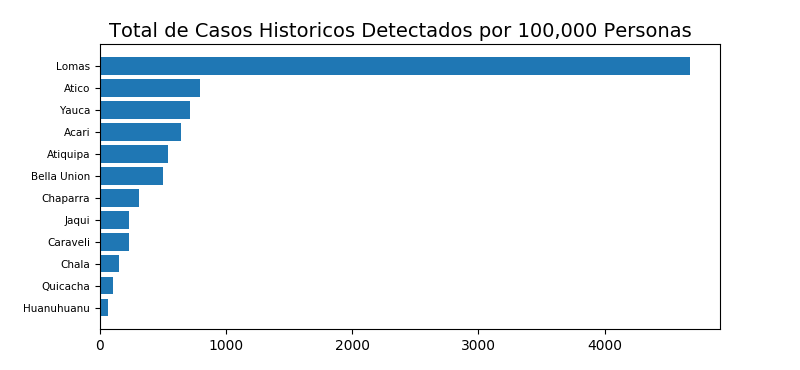 Total de Casos Historicos Detectados por 100,000 Personas
Lomas
Atico
Yauca
Acari
Atiquipa
Bella Union
Chaparra
Jaqui
Caraveli
Chala
Quicacha
Huanuhuanu
0 1000 2000 3000 4000